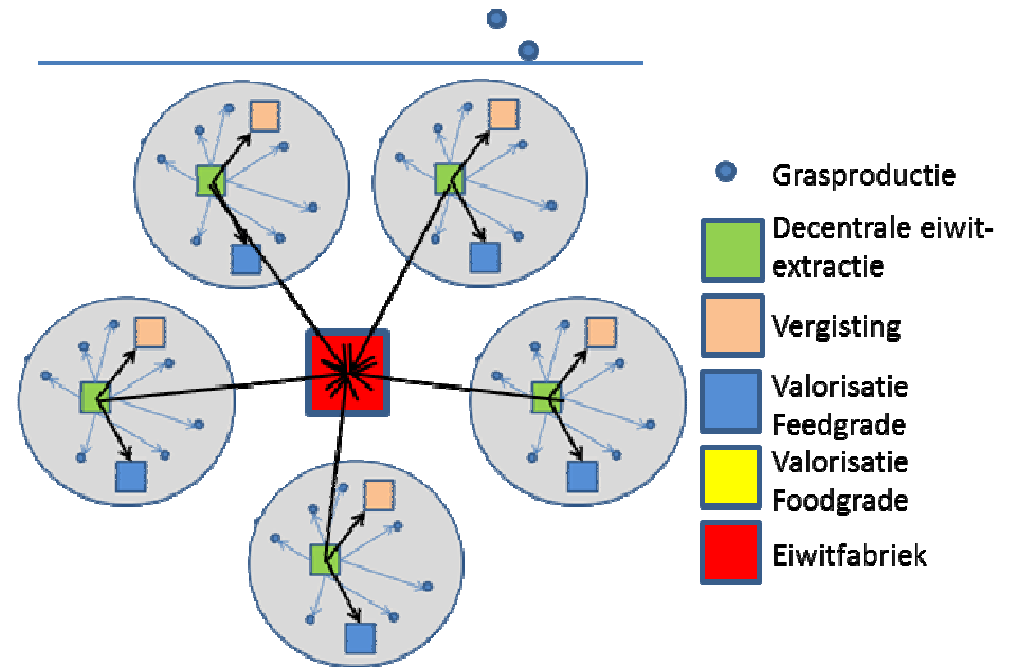 Grasproductie
Decentrale eiwit-
extractie
Vergisting
Valorisatie
Feedgrade
Valorisatie
Foodgrade
Eiwitfabriek